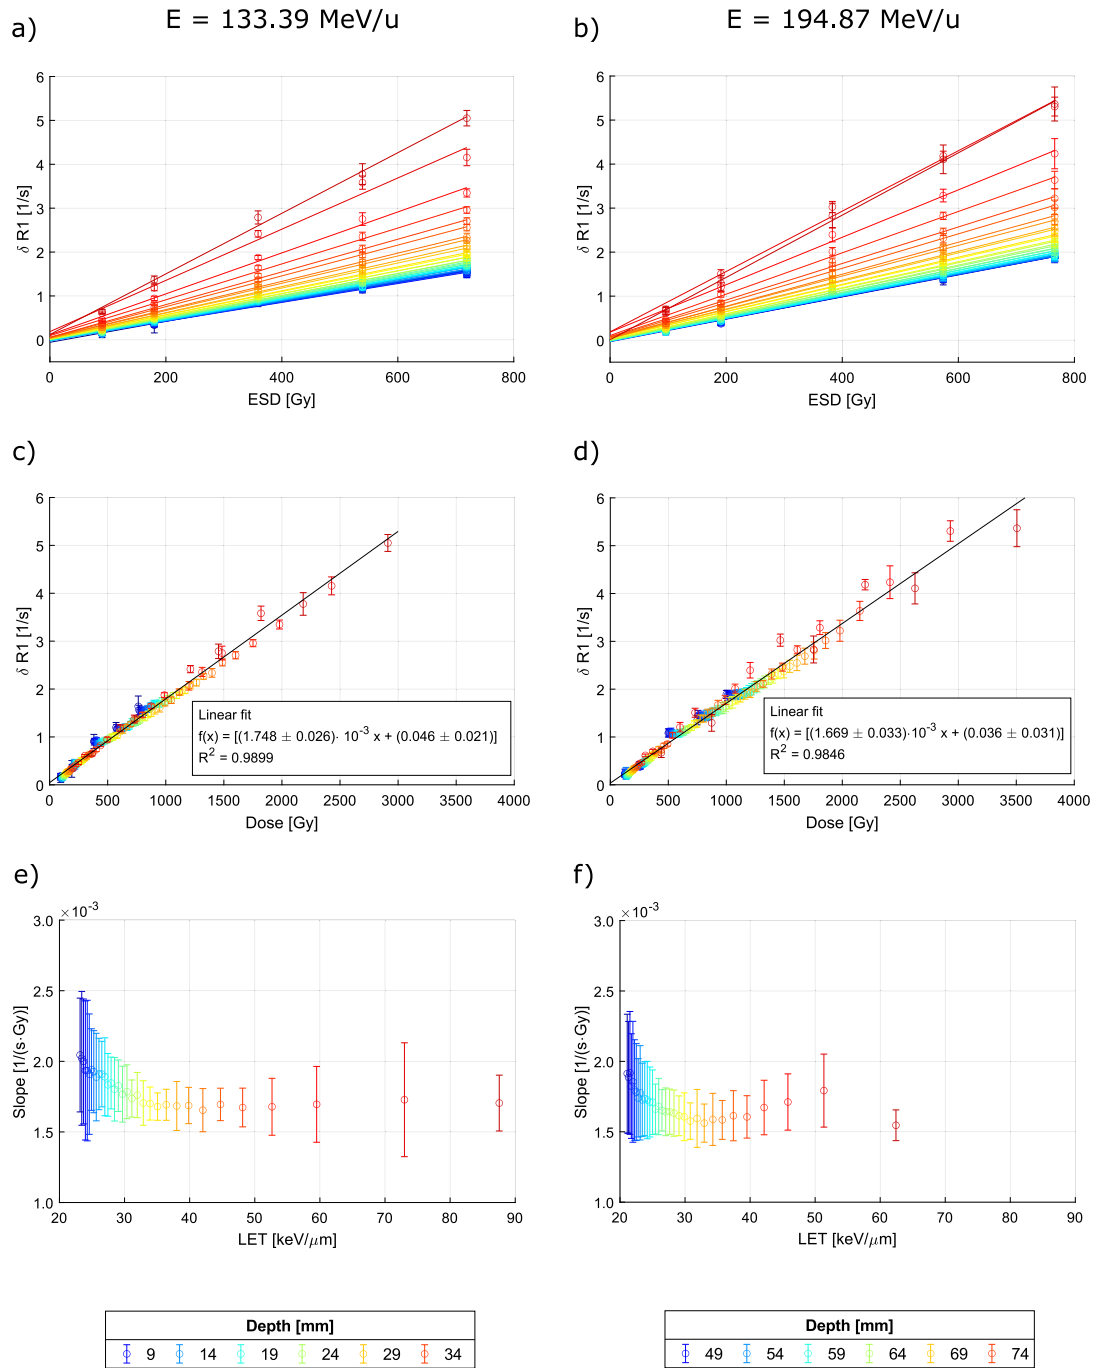 E = 133.39 MeV/u
E = 194.87 MeV/u
a)
b)
6
5
4
3
2
1
0
δ R1 [1/s]
0 200 400 600 800
ESD [Gy]
6
5
4
3
2
1
0
δ R1 [1/s]
0 200 400 600 800
ESD [Gy]
c)
d)
6
5
4
3
2
1
0
δ R1 [1/s]
Linear fit
f(x) = [(1.748 ± 0.026)· 10⁻³ x + (0.046 ± 0.021)]
R² = 0.9899
0 500 1000 1500 2000 2500 3000 3500 4000
Dose [Gy]
6
5
4
3
2
1
0
δ R1 [1/s]
Linear fit
f(x) = [(1.669 ± 0.033)·10⁻³ x + (0.036 ± 0.031)]
R² = 0.9846
0 500 1000 1500 2000 2500 3000 3500 4000
Dose [Gy]
e)
f)
×10⁻³
3.0
2.5
2.0
1.5
1.0
Slope [1/(s·Gy)]
20 30 40 50 60 70 80 90
LET [keV/μm]
×10⁻³
3.0
2.5
2.0
1.5
1.0
Slope [1/(s·Gy)]
20 30 40 50 60 70 80 90
LET [keV/μm]
Depth [mm]
9 14 19 24 29 34
Depth [mm]
49 54 59 64 69 74